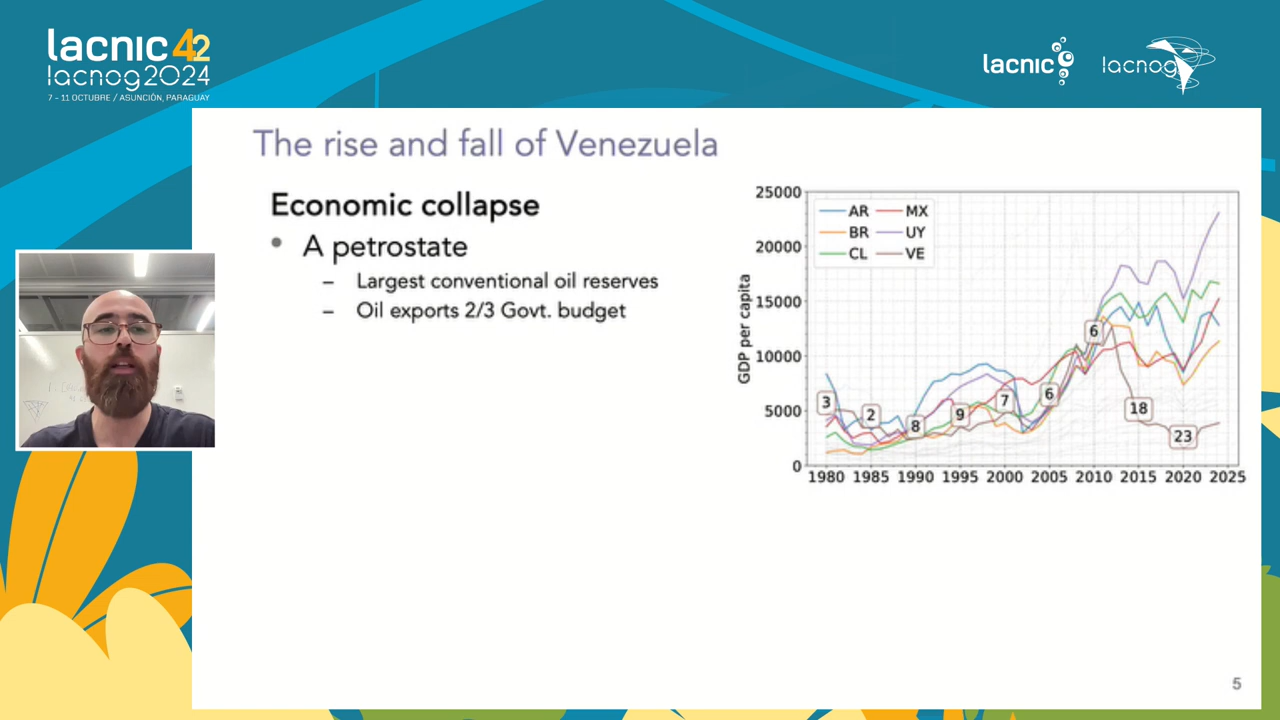 lacnic 42
lacnog2024
7 - 11 OCTUBRE / ASUNCIÓN, PARAGUAY
lacnic
lacnog
The rise and fall of Venezuela
Economic collapse
• A petrostate
– Largest conventional oil reserves
– Oil exports 2/3 Govt. budget
GDP per capita
25000
20000
15000
10000
5000
0
AR MX
BR UY
CL VE
3
2
8
9
7
6
6
18
23
1980 1985 1990 1995 2000 2005 2010 2015 2020 2025
5